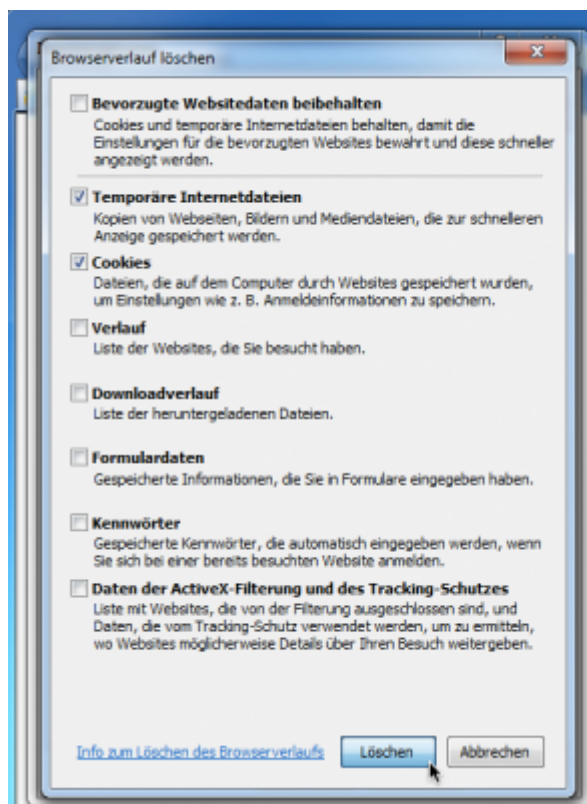 Browserverlauf löschen
Bevorzugte Websitedaten beibehalten
Cookies und temporäre Internetdateien behalten, damit die
Einstellungen für die bevorzugten Websites bewahrt und diese schneller
angezeigt werden.
Temporäre Internetdateien
Kopien von Webseiten, Bildern und Mediendateien, die zur schnelleren
Anzeige gespeichert werden.
Cookies
Dateien, die auf dem Computer durch Websites gespeichert wurden,
um Einstellungen wie z. B. Anmeldeinformationen zu speichern.
Verlauf
Liste der Websites, die Sie besucht haben.
Downloadverlauf
Liste der heruntergeladenen Dateien.
Formulardaten
Gespeicherte Informationen, die Sie in Formulare eingegeben haben.
Kennwörter
Gespeicherte Kennwörter, die automatisch eingegeben werden, wenn
Sie sich bei einer bereits besuchten Website anmelden.
Daten der ActiveX-Filterung und des Tracking-Schutzes
Liste mit Websites, die von der Filterung ausgeschlossen sind, und
Daten, die vom Tracking-Schutz verwendet werden, um zu ermitteln,
wo Websites möglicherweise Details über Ihren Besuch weitergeben.
Info zum Löschen des Browserverlaufs Löschen Abbrechen